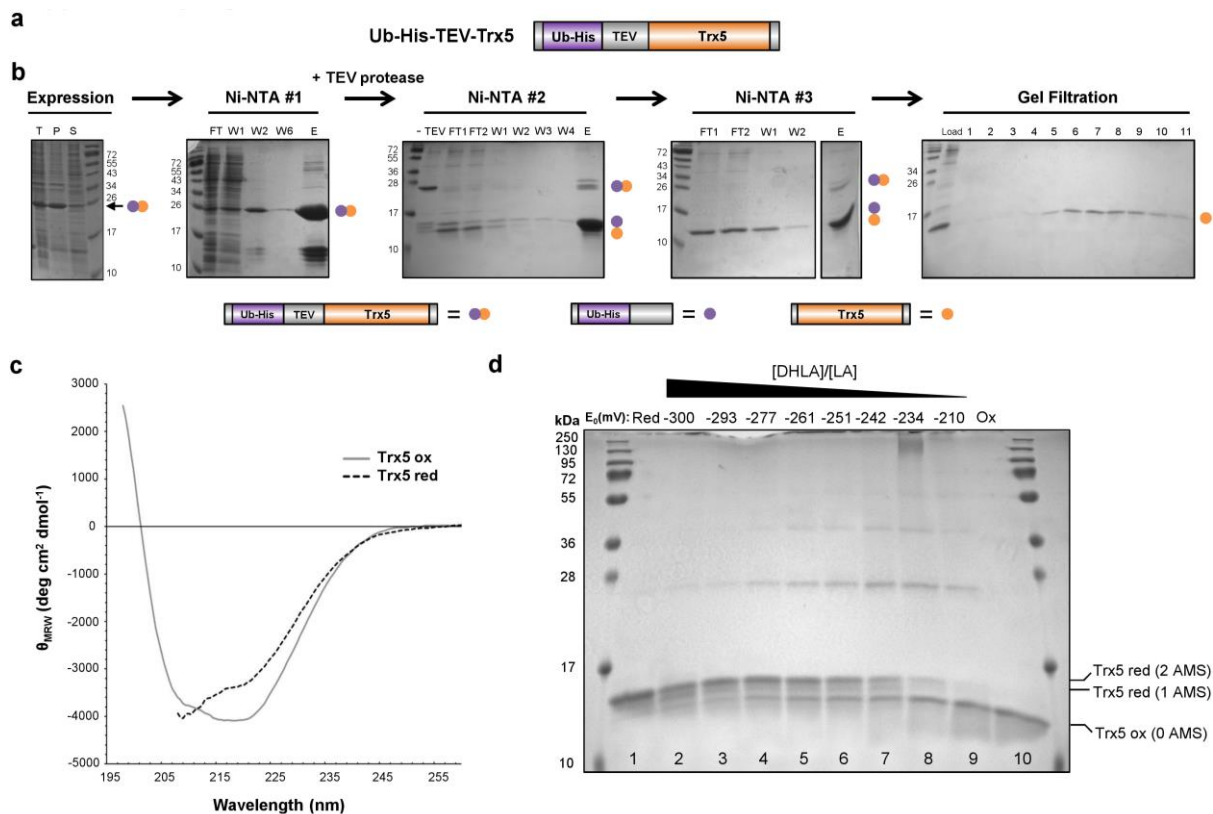 a
Ub-His-TEV-Trx5
Ub-His TEV Trx5
b
+ TEV protease
Expression Ni-NTA #1 Ni-NTA #2 Ni-NTA #3 Gel Filtration
T P S
FT W1 W2 W6 E
- TEV FT1 FT2 W1 W2 W3 W4 E
FT1 FT2 W1 W2 E
Load 1 2 3 4 5 6 7 8 9 10 11
72
55
43
34
26
17
10
72
55
43
34
26
17
10
72
55
43
34
28
17
10
72
55
43
34
26
17
10
34
26
17
Ub-His TEV Trx5 =
Ub-His =
Trx5 =
c
3000
2000
1000
0
-1000
-2000
-3000
-4000
-5000
θMRW (deg cm² dmol⁻¹)
Trx5 ox
Trx5 red
195 205 215 225 235 245 255
Wavelength (nm)
d
[DHLA]/[LA]
E₀(mV): Red -300 -293 -277 -261 -251 -242 -234 -210 Ox
kDa
250
130
95
72
55
36
28
17
10
Trx5 red (2 AMS)
Trx5 red (1 AMS)
Trx5 ox (0 AMS)
1 2 3 4 5 6 7 8 9 10